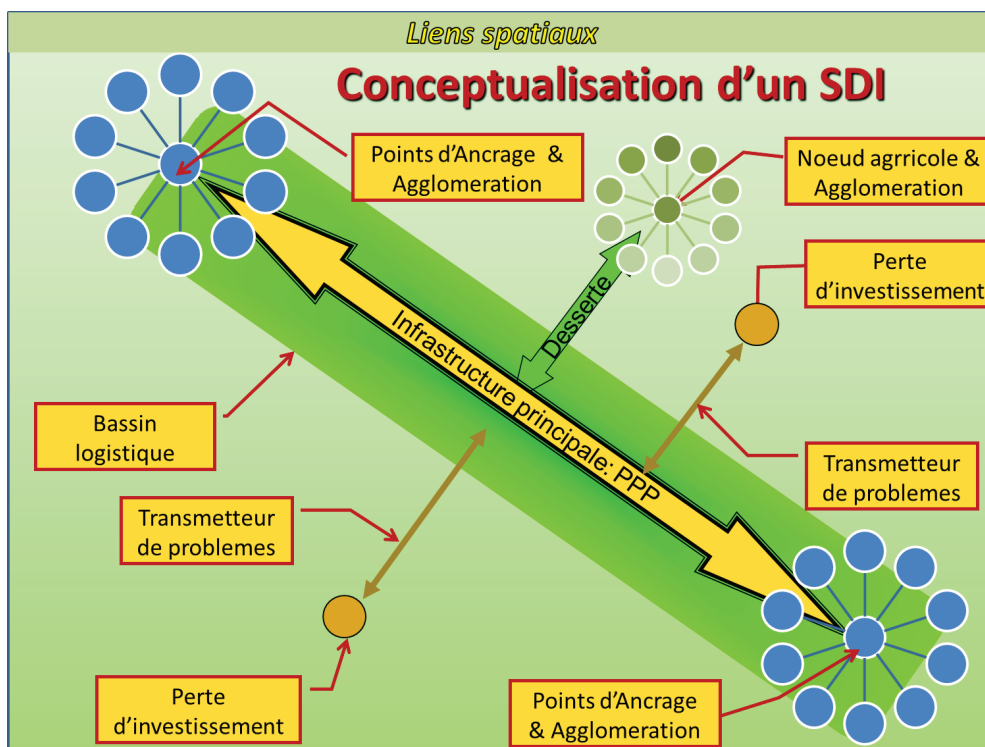 Liens spatiaux
Conceptualisation d'un SDI
Points d'Ancrage &
Agglomeration
Noeud agrricole &
Agglomeration
Perte
d'investissement
Desserte
Infrastructure principale: PPP
Bassin
logistique
Transmetteur
de problemes
Transmetteur
de problemes
Perte
d'investissement
Points d'Ancrage
& Agglomeration